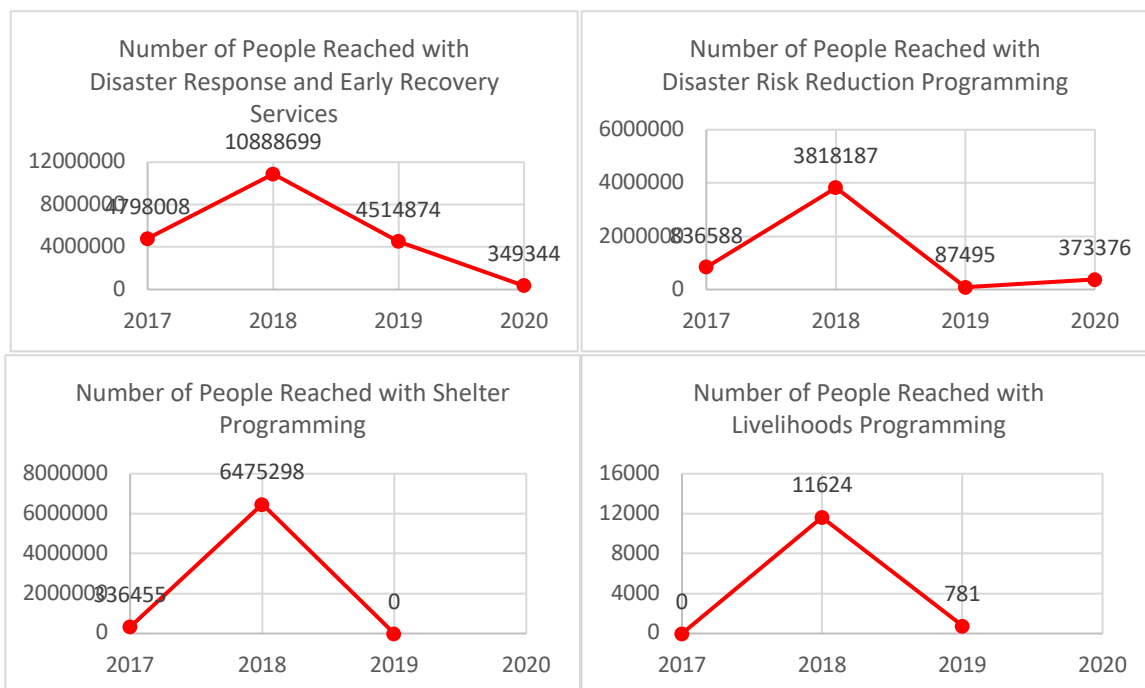 Number of People Reached with
Disaster Response and Early Recovery
Services
10888699
12000000
8000000
4798008
4514874
4000000
349344
0
2017 2018 2019 2020
Number of People Reached with
Disaster Risk Reduction Programming
6000000
3818187
4000000
2000000
836588
87495
373376
0
2017 2018 2019 2020
Number of People Reached with Shelter
Programming
8000000
6475298
6000000
4000000
2000000
336455
0
0
2017 2018 2019 2020
Number of People Reached with
Livelihoods Programming
16000
11624
12000
8000
4000
0
781
0
2017 2018 2019 2020